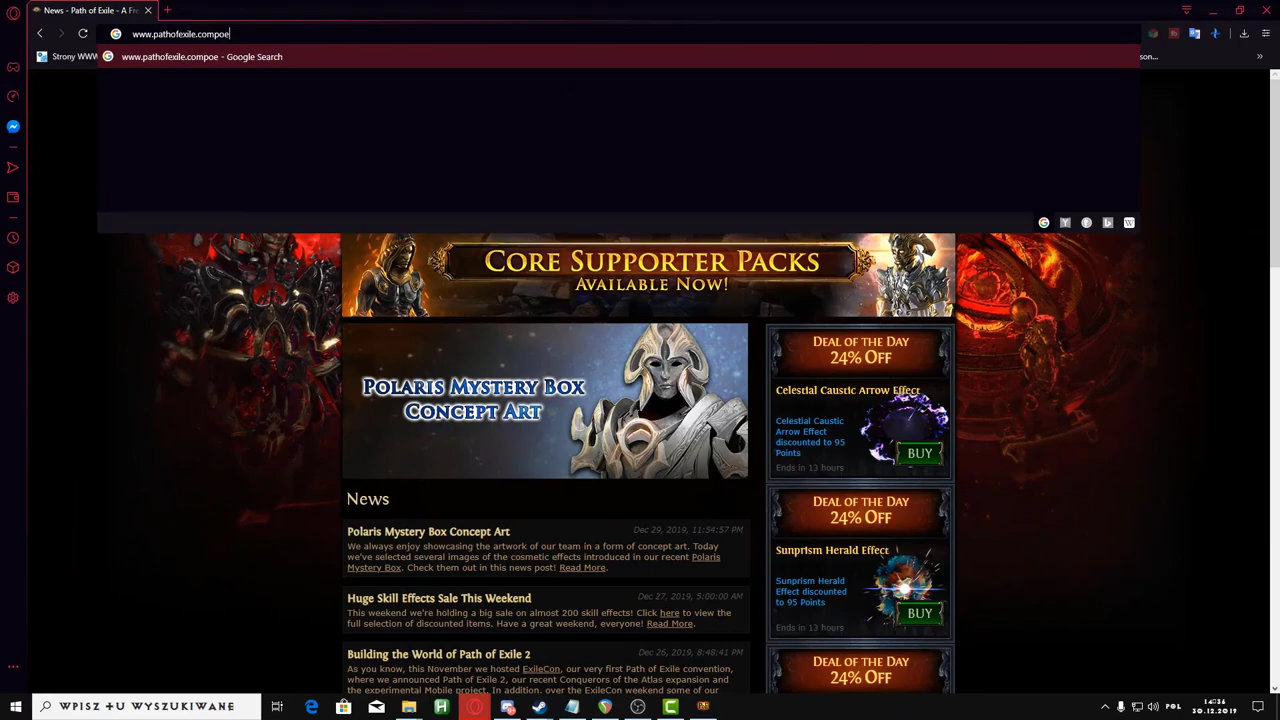 News - Path of Exile - A Fre
www.pathofexile.compoe
Strony WWW
son...
www.pathofexile.compoe - Google Search
CORE SUPPORTER PACKS
AVAILABLE NOW!
POLARIS MYSTERY BOX
CONCEPT ART
News
Polaris Mystery Box Concept Art
Dec 29, 2019, 11:54:57 PM
We always enjoy showcasing the artwork of our team in a form of concept art. Today
we've selected several images of the cosmetic effects introduced in our recent Polaris
Mystery Box. Check them out in this news post! Read More.
Huge Skill Effects Sale This Weekend
Dec 27, 2019, 5:00:00 AM
This weekend we're holding a big sale on almost 200 skill effects! Click here to view the
full selection of discounted items. Have a great weekend, everyone! Read More.
Building the World of Path of Exile 2
Dec 26, 2019, 8:48:41 PM
As you know, this November we hosted ExileCon, our very first Path of Exile convention,
where we announced Path of Exile 2, our recent Conquerors of the Atlas expansion and
the experimental Mobile project. In addition, over the ExileCon weekend some of our
DEAL OF THE DAY
24% OFF
Celestial Caustic Arrow Effect
Celestial Caustic
Arrow Effect
discounted to 95
Points
BUY
Ends in 13 hours
DEAL OF THE DAY
24% OFF
Sunprism Herald Effect
Sunprism Herald
Effect discounted
to 95 Points
BUY
Ends in 13 hours
DEAL OF THE DAY
24% OFF
WPISZ TU WYSZUKIWANE
POL
14:36
30.12.2019